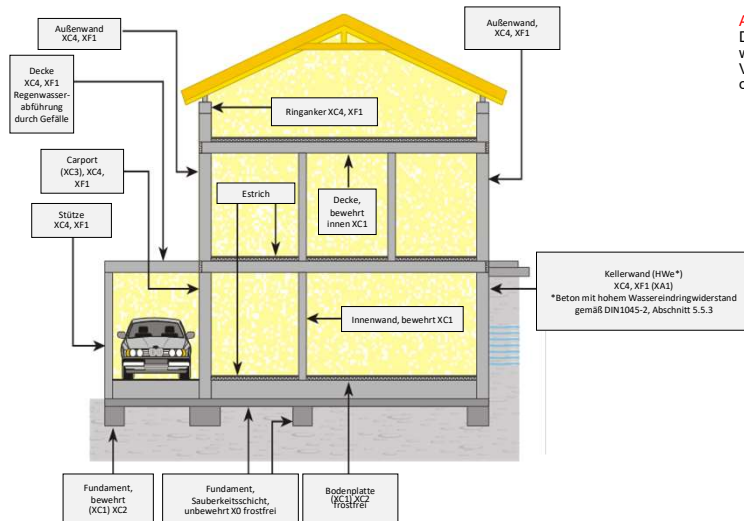 Außenwand
XC4, XF1
Außenwand,
XC4, XF1
A
D
w
V
d
Decke
XC4, XF1
Regenwasser-
abführung
durch Gefälle
Ringanker XC4, XF1
Carport
(XC3), XC4,
XF1
Estrich
Decke,
bewehrt
innen XC1
Stütze
XC4, XF1
Kellerwand (HWe*)
XC4, XF1 (XA1)
*Beton mit hohem Wassereindringwiderstand
gemäß DIN1045-2, Abschnitt 5.5.3
Innenwand, bewehrt XC1
Fundament,
bewehrt
(XC1) XC2
Fundament,
Sauberkeitsschicht,
unbewehrt X0 frostfrei
Bodenplatte
(XC1) XC2
frostfrei